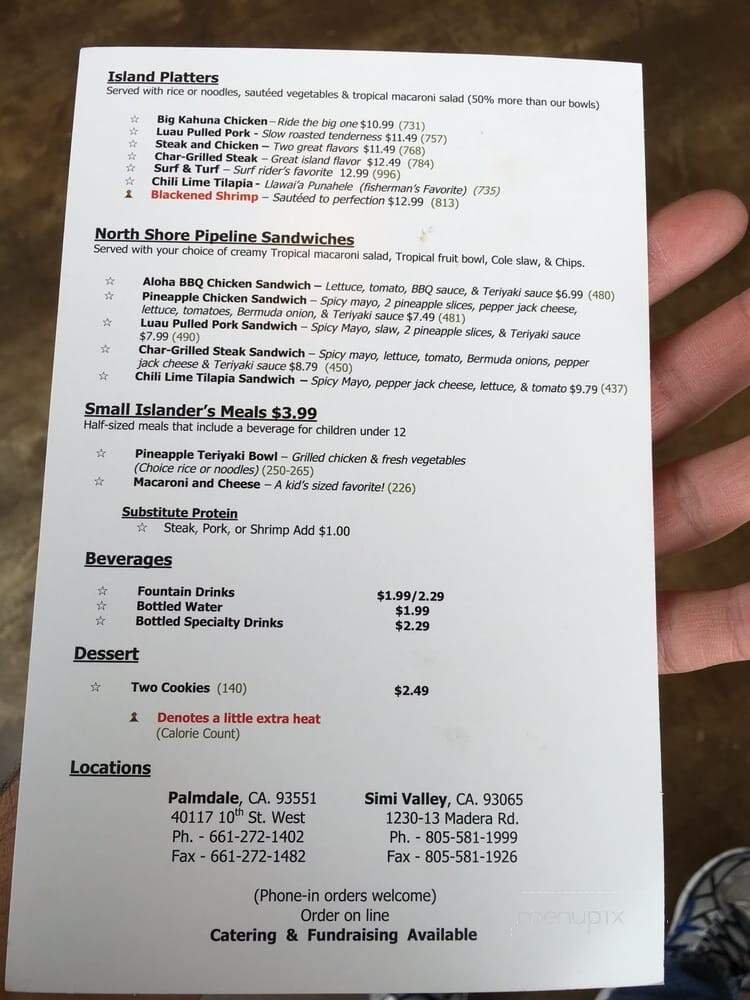 Island Platters
Served with rice or noodles, sautéed vegetables & tropical macaroni salad (50% more than our bowls)
☆ Big Kahuna Chicken – Ride the big one $10.99 (731)
☆ Luau Pulled Pork - Slow roasted tenderness $11.49 (757)
☆ Steak and Chicken – Two great flavors $11.49 (768)
☆ Char-Grilled Steak – Great island flavor $12.49 (784)
☆ Surf & Turf – Surf rider's favorite 12.99 (996)
☆ Chili Lime Tilapia - Llawai'a Punahele (fisherman's Favorite) (735)
Blackened Shrimp – Sautéed to perfection $12.99 (813)
North Shore Pipeline Sandwiches
Served with your choice of creamy Tropical macaroni salad, Tropical fruit bowl, Cole slaw, & Chips.
☆ Aloha BBQ Chicken Sandwich – Lettuce, tomato, BBQ sauce, & Teriyaki sauce $6.99 (480)
☆ Pineapple Chicken Sandwich – Spicy mayo, 2 pineapple slices, pepper jack cheese,
lettuce, tomatoes, Bermuda onion, & Teriyaki sauce $7.49 (481)
☆ Luau Pulled Pork Sandwich – Spicy Mayo, slaw, 2 pineapple slices, & Teriyaki sauce
$7.99 (490)
☆ Char-Grilled Steak Sandwich – Spicy mayo, lettuce, tomato, Bermuda onions, pepper
jack cheese & Teriyaki sauce $8.79 (450)
☆ Chili Lime Tilapia Sandwich – Spicy Mayo, pepper jack cheese, lettuce, & tomato $9.79 (437)
Small Islander's Meals $3.99
Half-sized meals that include a beverage for children under 12
☆ Pineapple Teriyaki Bowl – Grilled chicken & fresh vegetables
(Choice rice or noodles) (250-265)
☆ Macaroni and Cheese – A kid's sized favorite! (226)
Substitute Protein
☆ Steak, Pork, or Shrimp Add $1.00
Beverages
☆ Fountain Drinks $1.99/2.29
☆ Bottled Water $1.99
☆ Bottled Specialty Drinks $2.29
Dessert
☆ Two Cookies (140) $2.49
Denotes a little extra heat
(Calorie Count)
Locations
Palmdale, CA. 93551 Simi Valley, CA. 93065
40117 10th St. West 1230-13 Madera Rd.
Ph. - 661-272-1402 Ph. - 805-581-1999
Fax - 661-272-1482 Fax - 805-581-1926
(Phone-in orders welcome)
Order on line
Catering & Fundraising Available
menupix